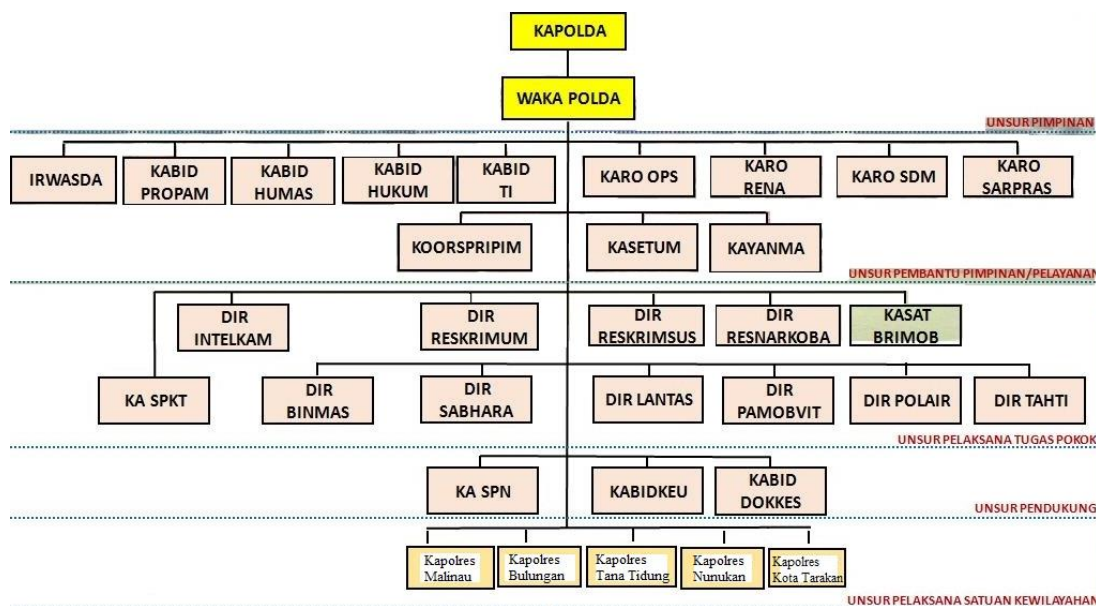 KAPOLDA
WAKA POLDA
UNSUR PIMPINAN
IRWASDA
KABID
PROPAM
KABID
HUMAS
KABID
HUKUM
KABID
TI
KARO OPS
KARO
RENA
KARO SDM
KARO
SARPRAS
KOORSPRIPIM
KASETUM
KAYANMA
UNSUR PEMBANTU PIMPINAN/PELAYANAN
DIR
INTELKAM
DIR
RESKRIMUM
DIR
RESKRIMSUS
DIR
RESNARKOBA
KASAT
BRIMOB
KA SPKT
DIR
BINMAS
DIR
SABHARA
DIR LANTAS
DIR
PAMOBVIT
DIR POLAIR
DIR TAHTI
UNSUR PELAKSANA TUGAS POKOK
KA SPN
KABIDKEU
KABID
DOKKES
UNSUR PENDUKUNG
Kapolres
Malinau
Kapolres
Bulungan
Kapolres
Tana Tidung
Kapolres
Nunukan
Kapolres
Kota Tarakan
UNSUR PELAKSANA SATUAN KEWILAYAHAN